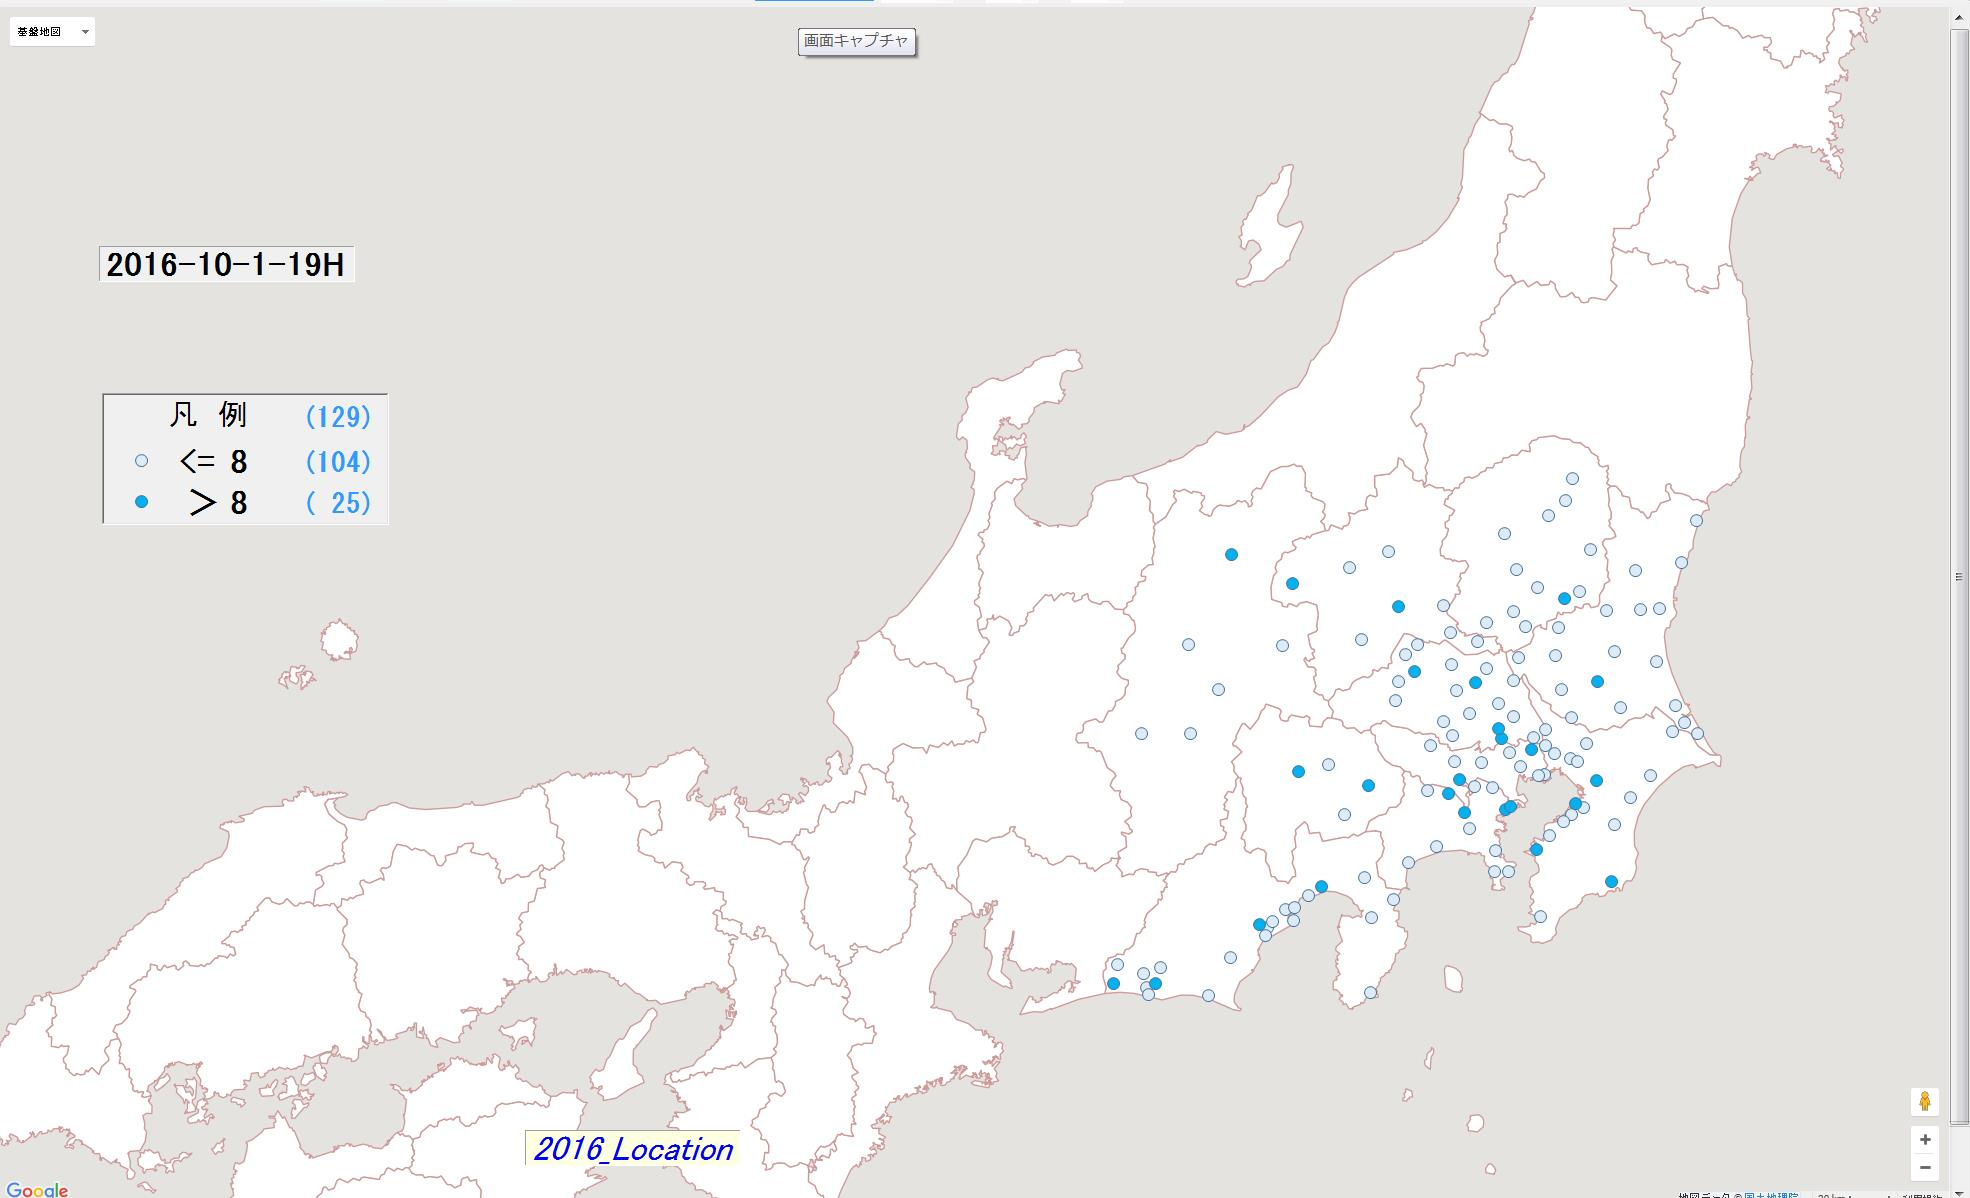 基盤地図
画面キャプチャ
2016-10-1-19H
凡 例 (129)
<= 8 (104)
> 8 ( 25)
2016_Location
Google